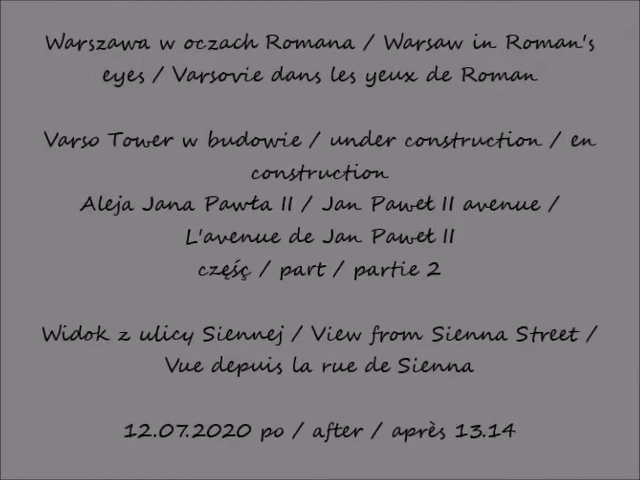 Warszawa w oczach Romana / Warsaw in Roman's
eyes / Varsovie dans les yeux de Roman
Varso Tower w budowie / under construction / en
construction
Aleja Jana Pawła II / Jan Paweł II avenue /
L'avenue de Jan Paweł II
częśç / part / partie 2
Widok z ulicy Siennej / View from Sienna Street /
Vue depuis la rue de Sienna
12.07.2020 po / after / après 13.14